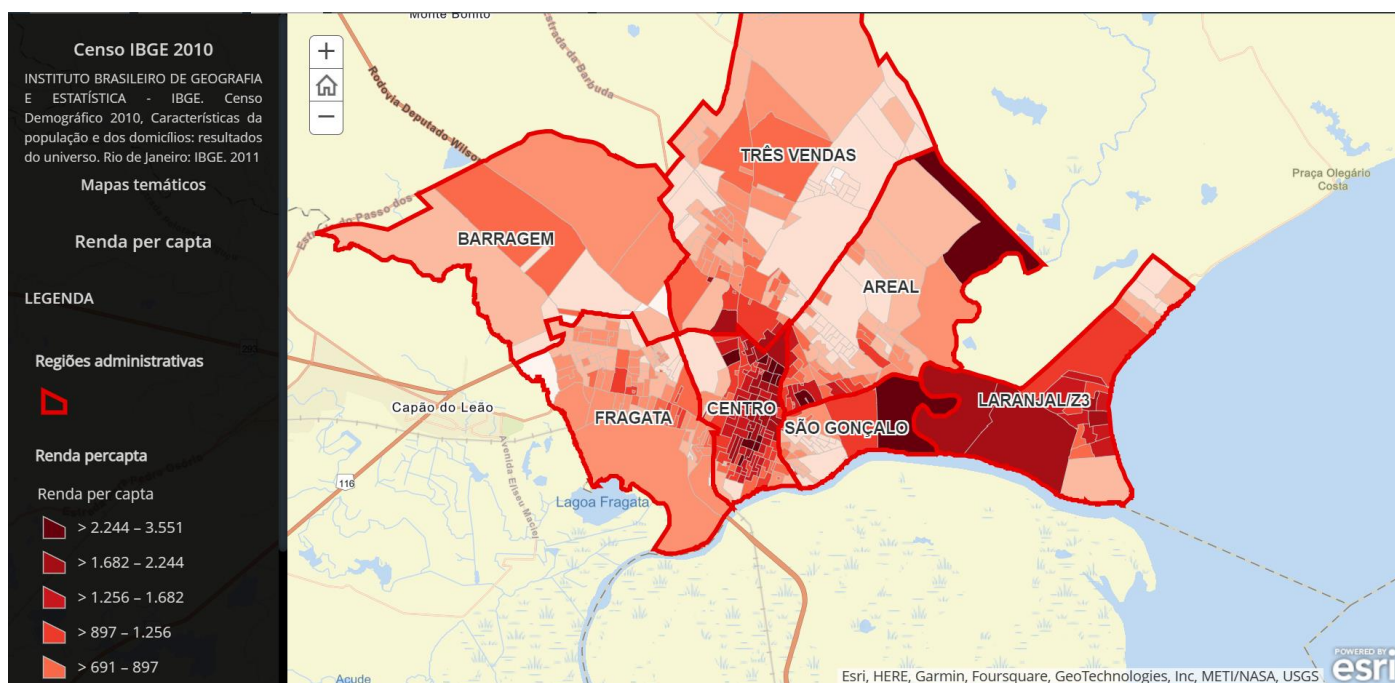 Censo IBGE 2010
INSTITUTO BRASILEIRO DE GEOGRAFIA
E ESTATÍSTICA - IBGE. Censo
Demográfico 2010, Características da
população e dos domicílios: resultados
do universo. Rio de Janeiro: IBGE. 2011
Mapas temáticos
Renda per capta
LEGENDA
Regiões administrativas
Renda percapta
Renda per capta
> 2.244 – 3.551
> 1.682 – 2.244
> 1.256 – 1.682
> 897 – 1.256
> 691 – 897
+
−
Monte Bonito
Estrada da Barbuda
Rodovia Deputado Wilson
Estrada do Passo dos
TRÊS VENDAS
Praça Olegário
Costa
BARRAGEM
AREAL
293
Capão do Leão
FRAGATA
CENTRO
SÃO GONÇALO
LARANJAL/Z3
Avenida Eliseu Maciel
116
Lagoa Fragata
Açude
Esri, HERE, Garmin, Foursquare, GeoTechnologies, Inc, METI/NASA, USGS
POWERED BY
esri